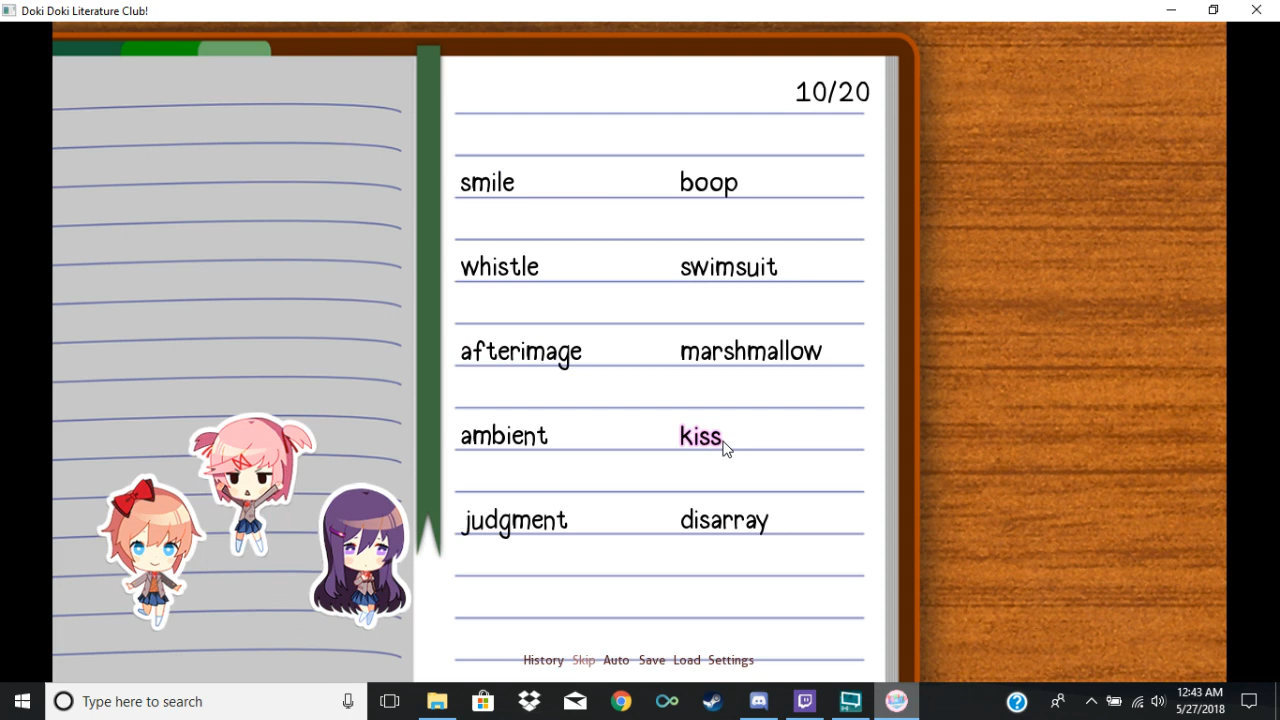 Doki Doki Literature Club!
10/20
smile boop
whistle swimsuit
afterimage marshmallow
ambient kiss
judgment disarray
History Skip Auto Save Load Settings
Type here to search
12:43 AM
5/27/2018